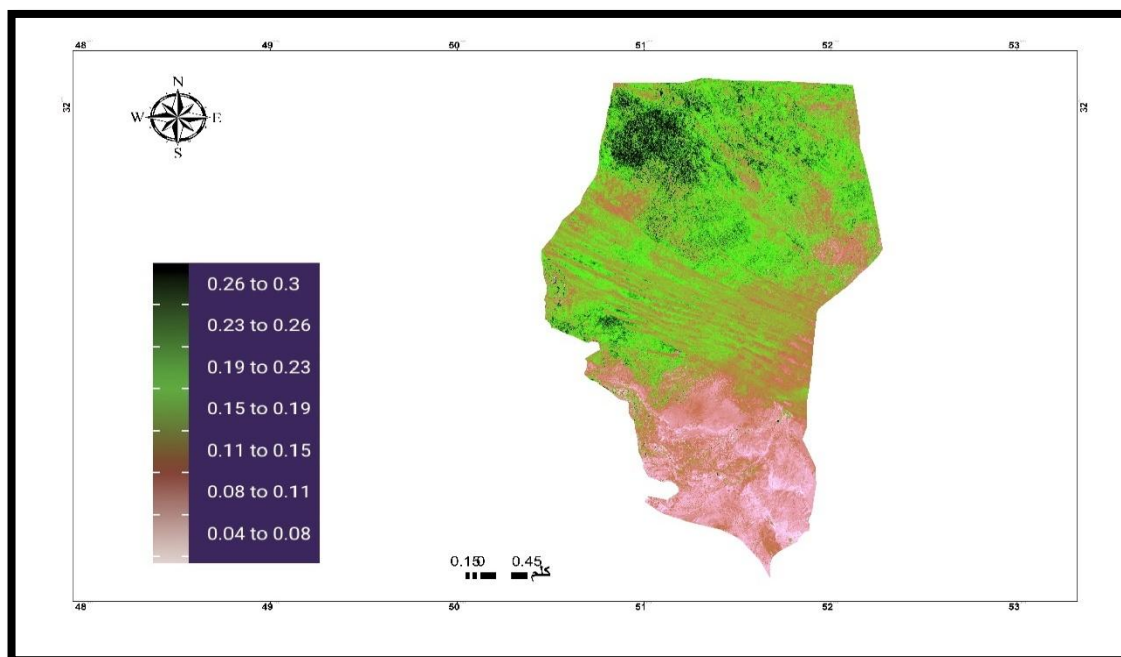 48 49 50 51 52 53
32 32
N
W E
S
0.26 to 0.3
0.23 to 0.26
0.19 to 0.23
0.15 to 0.19
0.11 to 0.15
0.08 to 0.11
0.04 to 0.08
0.15 0 0.45
كلم
48 49 50 51 52 53